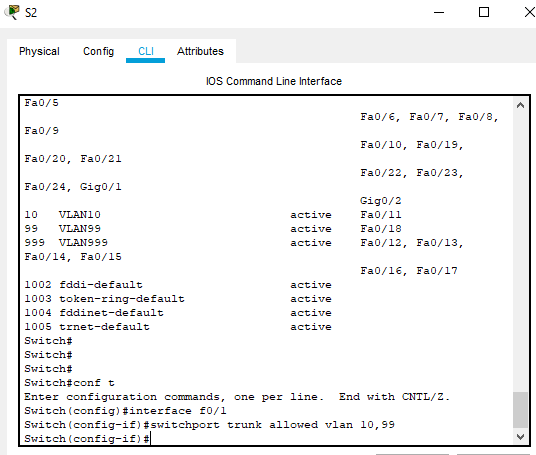 S2
Physical Config CLI Attributes
IOS Command Line Interface
Fa0/5
Fa0/6, Fa0/7, Fa0/8,
Fa0/9
Fa0/10, Fa0/19,
Fa0/20, Fa0/21
Fa0/22, Fa0/23,
Fa0/24, Gig0/1
Gig0/2
10 VLAN10 active Fa0/11
99 VLAN99 active Fa0/18
999 VLAN999 active Fa0/12, Fa0/13,
Fa0/14, Fa0/15
Fa0/16, Fa0/17
1002 fddi-default active
1003 token-ring-default active
1004 fddinet-default active
1005 trnet-default active
Switch#
Switch#
Switch#
Switch#conf t
Enter configuration commands, one per line. End with CNTL/Z.
Switch(config)#interface f0/1
Switch(config-if)#switchport trunk allowed vlan 10,99
Switch(config-if)#